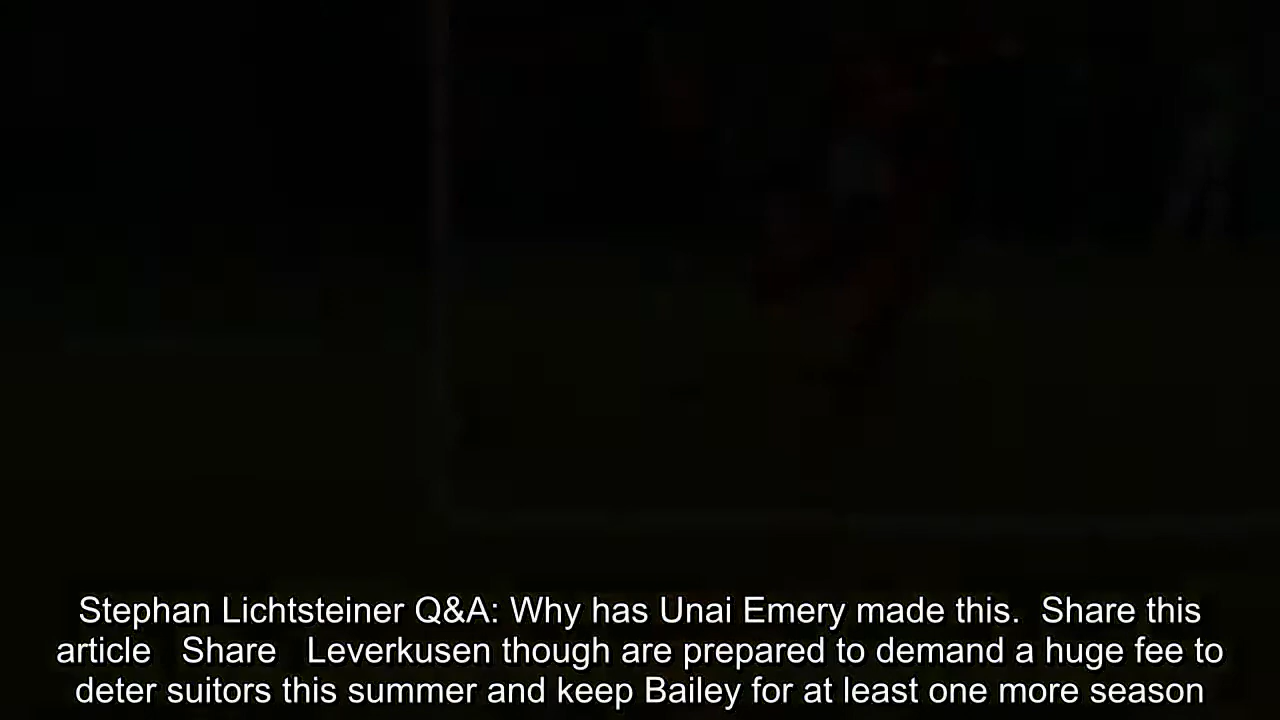 Stephan Lichtsteiner Q&A: Why has Unai Emery made this.  Share this
article   Share   Leverkusen though are prepared to demand a huge fee to
deter suitors this summer and keep Bailey for at least one more season